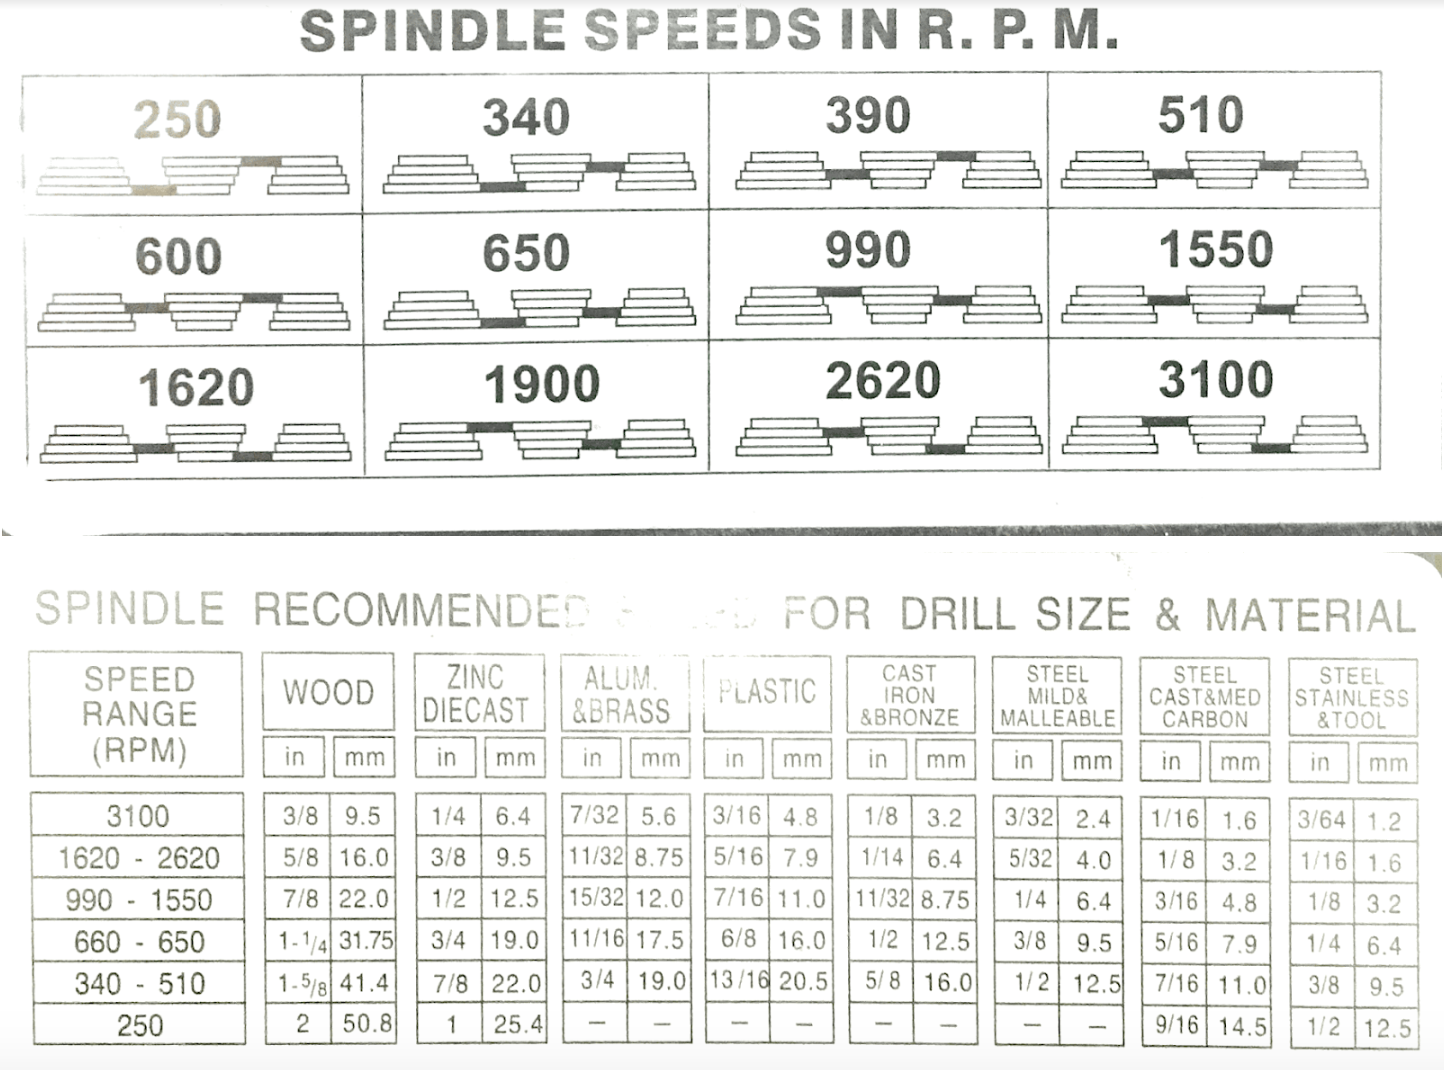 SPINDLE SPEEDS IN R. P. M.
250 340 390 510
600 650 990 1550
1620 1900 2620 3100
SPINDLE RECOMMENDED FOR DRILL SIZE & MATERIAL
SPEED RANGE (RPM) WOOD ZINC DIECAST ALUM. &BRASS PLASTIC CAST IRON &BRONZE STEEL MILD& MALLEABLE STEEL CAST&MED CARBON STEEL STAINLESS &TOOL
in mm in mm in mm in mm in mm in mm in mm in mm
3100 3/8 9.5 1/4 6.4 7/32 5.6 3/16 4.8 1/8 3.2 3/32 2.4 1/16 1.6 3/64 1.2
1620 - 2620 5/8 16.0 3/8 9.5 11/32 8.75 5/16 7.9 1/14 6.4 5/32 4.0 1/8 3.2 1/16 1.6
990 - 1550 7/8 22.0 1/2 12.5 15/32 12.0 7/16 11.0 11/32 8.75 1/4 6.4 3/16 4.8 1/8 3.2
660 - 650 1-1/4 31.75 3/4 19.0 11/16 17.5 6/8 16.0 1/2 12.5 3/8 9.5 5/16 7.9 1/4 6.4
340 - 510 1-5/8 41.4 7/8 22.0 3/4 19.0 13/16 20.5 5/8 16.0 1/2 12.5 7/16 11.0 3/8 9.5
250 2 50.8 1 25.4 — — — — — — — — 9/16 14.5 1/2 12.5